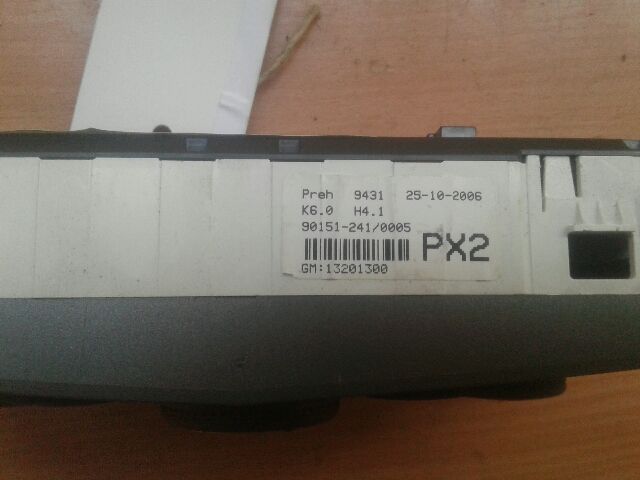 Preh 9431 25-10-2006
K6.0 H4.1
90151-241/0005
PX2
GM:13201300